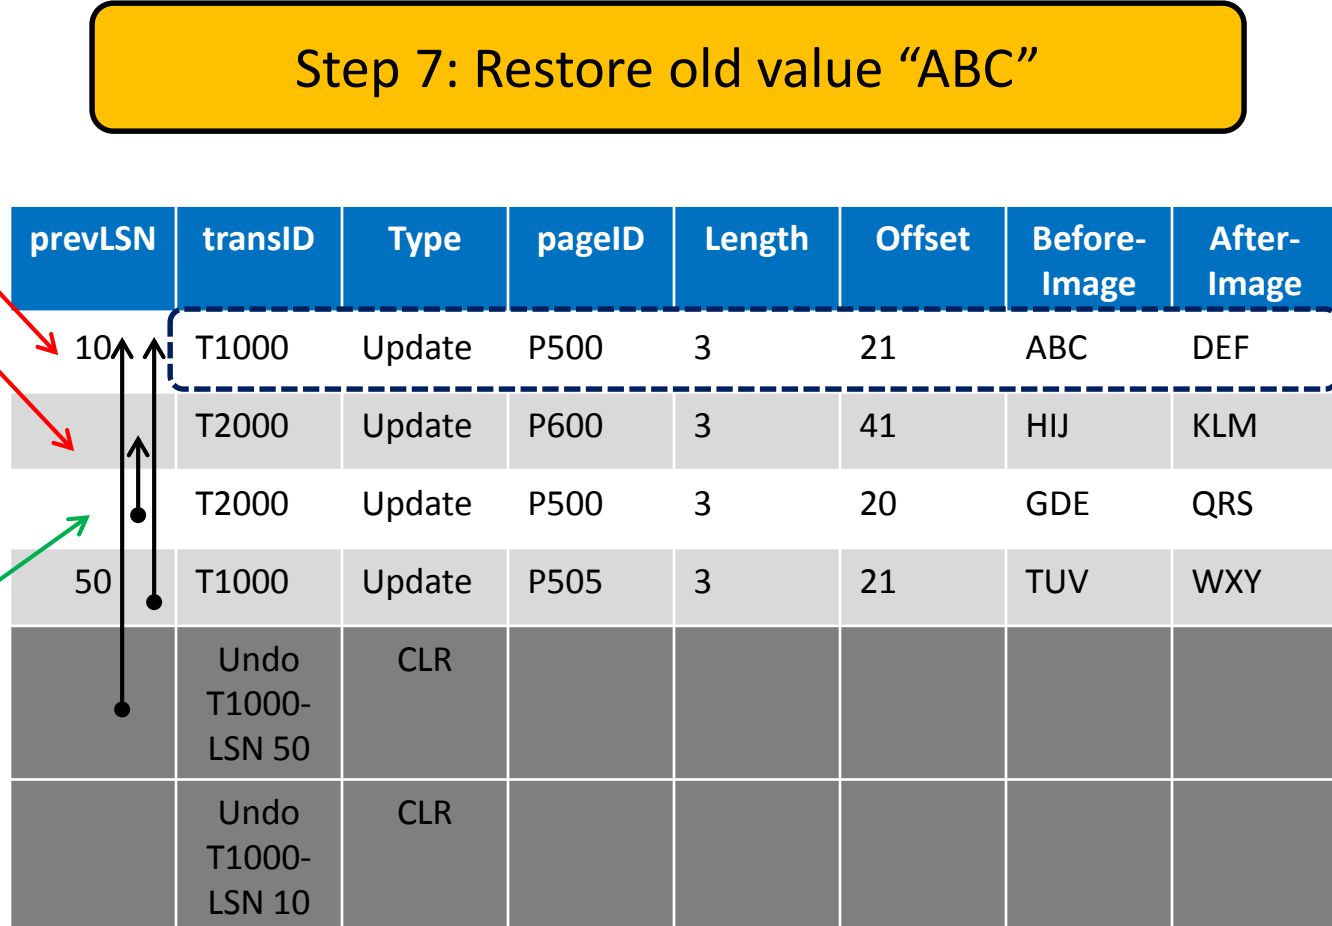 Step 7: Restore old value “ABC”
prevLSN transID Type pageID Length Offset Before-Image After-Image
10 T1000 Update P500 3 21 ABC DEF
T2000 Update P600 3 41 HIJ KLM
T2000 Update P500 3 20 GDE QRS
50 T1000 Update P505 3 21 TUV WXY
Undo T1000-LSN 50 CLR
Undo T1000-LSN 10 CLR